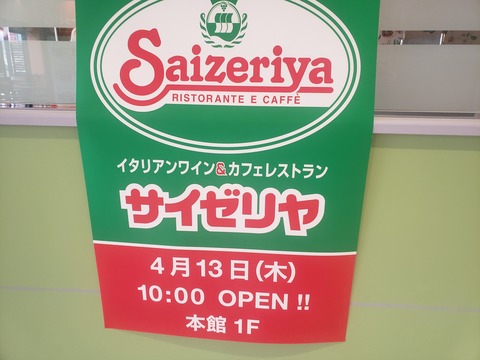 Saizeriya
RISTORANTE E CAFFÈ
イタリアンワイン&カフェレストラン
サイゼリヤ
4月13日(木)
10:00 OPEN !!
本館 1F